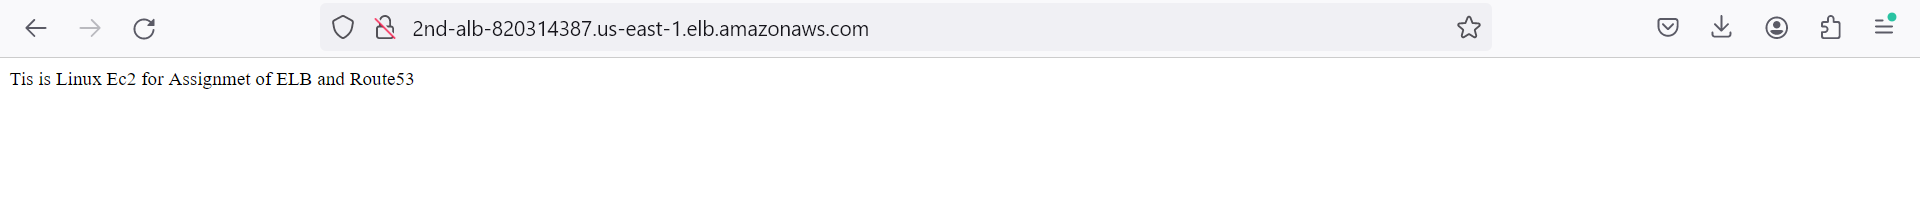 2nd-alb-820314387.us-east-1.elb.amazonaws.com
Tis is Linux Ec2 for Assignmet of ELB and Route53